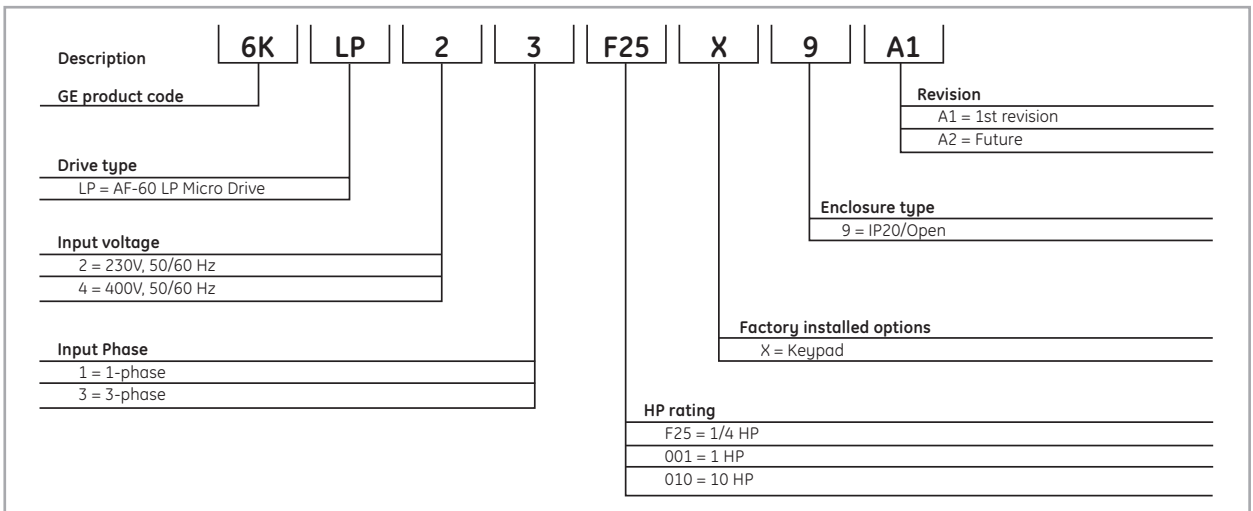 Description 6K LP 2 3 F25 X 9 A1
GE product code
Revision
A1 = 1st revision
A2 = Future
Drive type
LP = AF-60 LP Micro Drive
Enclosure type
9 = IP20/Open
Input voltage
2 = 230V, 50/60 Hz
4 = 400V, 50/60 Hz
Factory installed options
X = Keypad
Input Phase
1 = 1-phase
3 = 3-phase
HP rating
F25 = 1/4 HP
001 = 1 HP
010 = 10 HP